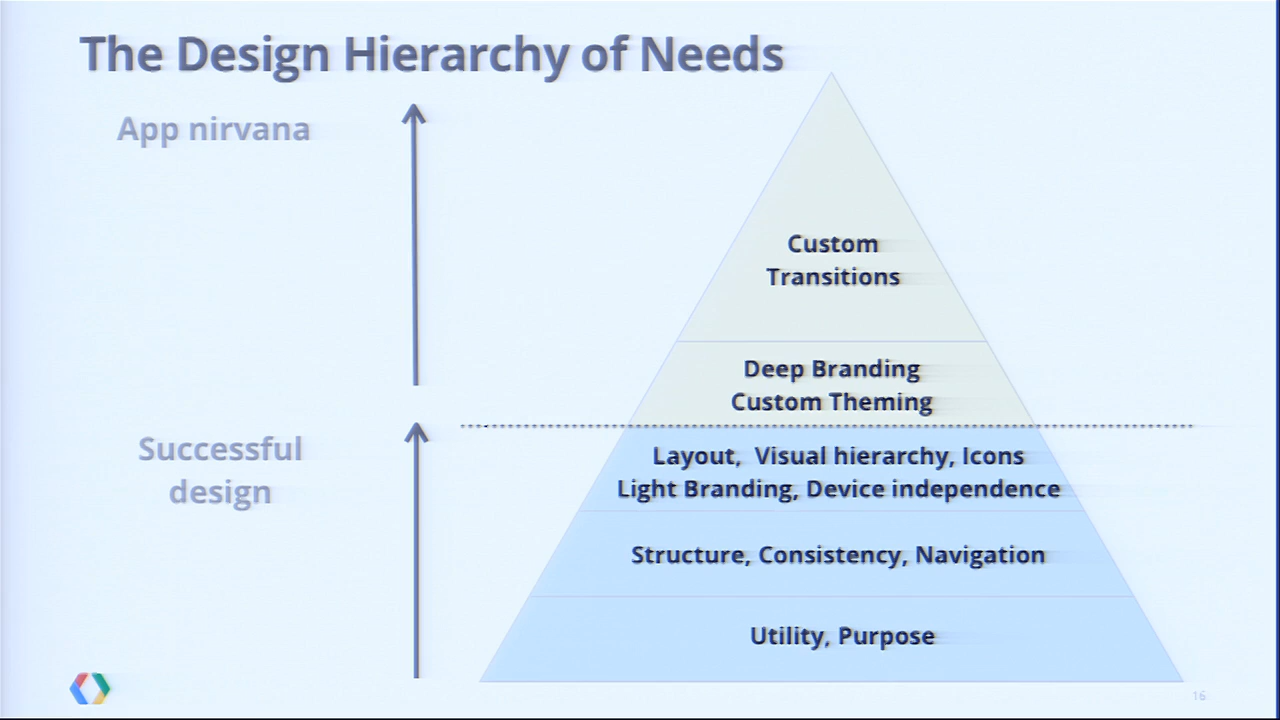 The Design Hierarchy of Needs
App nirvana
Custom
Transitions
Deep Branding
Custom Theming
Successful
design
Layout, Visual hierarchy, Icons
Light Branding, Device independence
Structure, Consistency, Navigation
Utility, Purpose
16